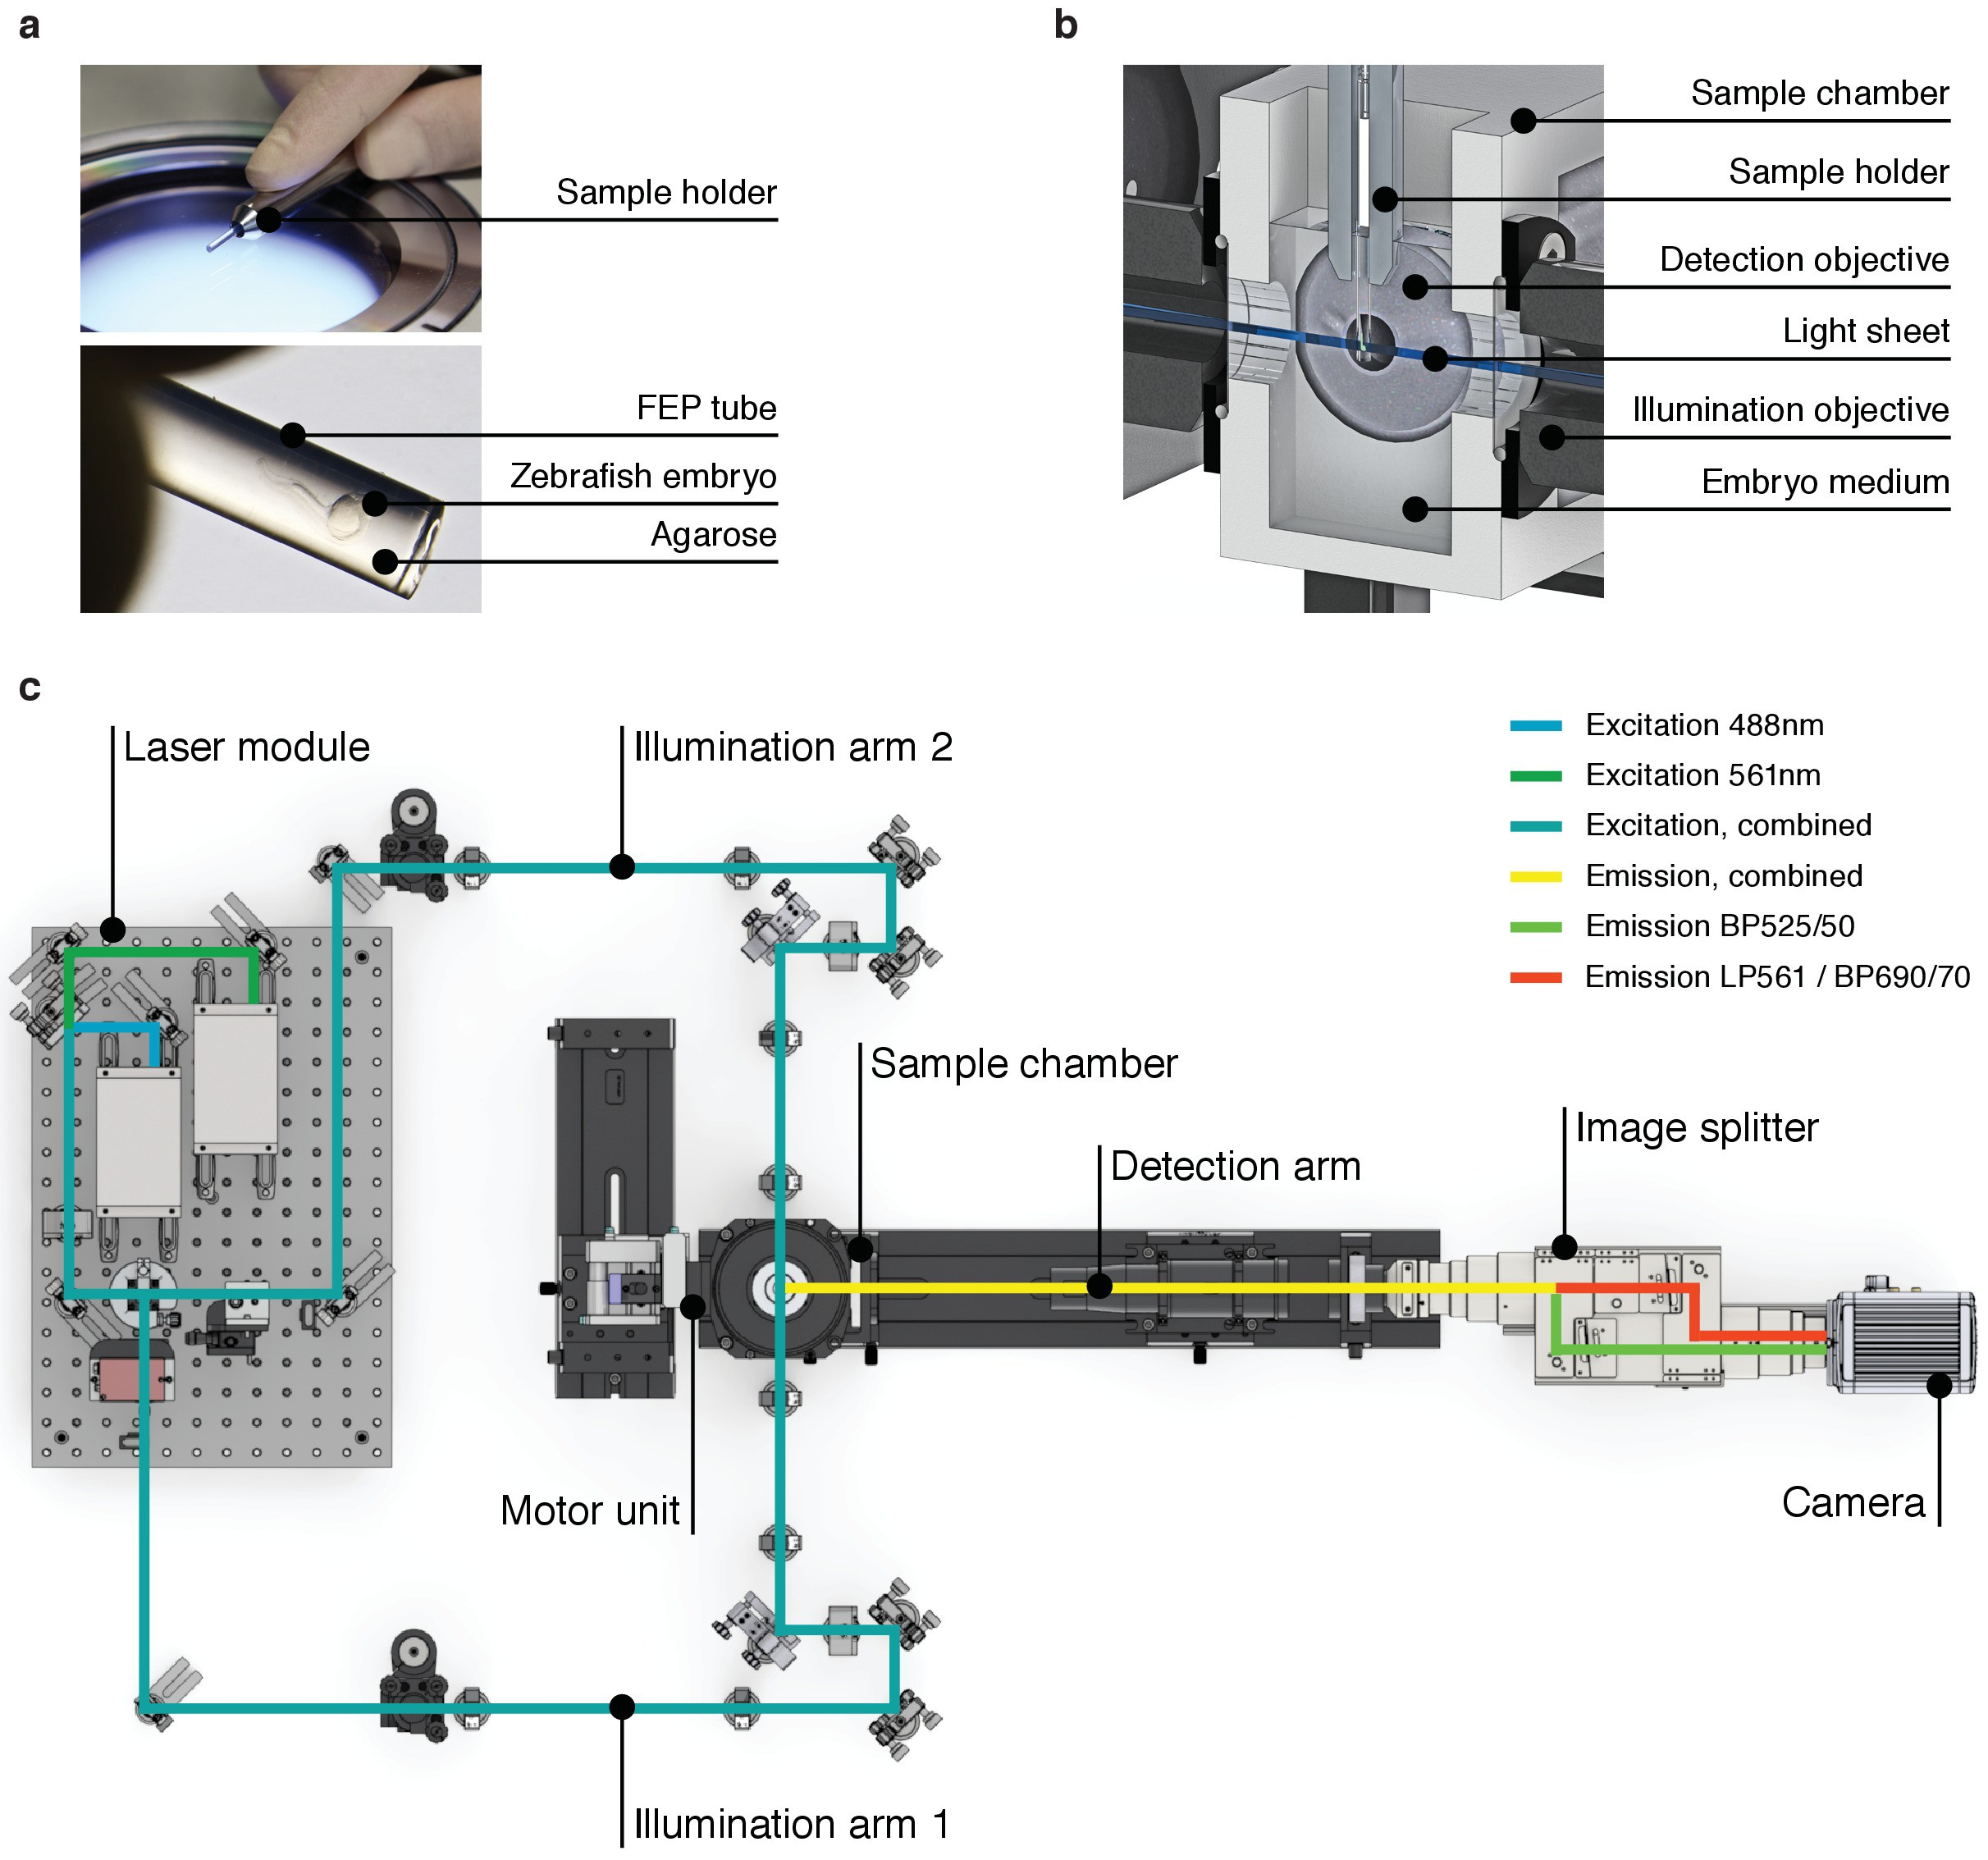 a
Sample holder
FEP tube
Zebrafish embryo
Agarose
b
Sample chamber
Sample holder
Detection objective
Light sheet
Illumination objective
Embryo medium
c
Laser module
Illumination arm 2
Excitation 488nm
Excitation 561nm
Excitation, combined
Emission, combined
Emission BP525/50
Emission LP561 / BP690/70
Sample chamber
Detection arm
Image splitter
Motor unit
Camera
Illumination arm 1